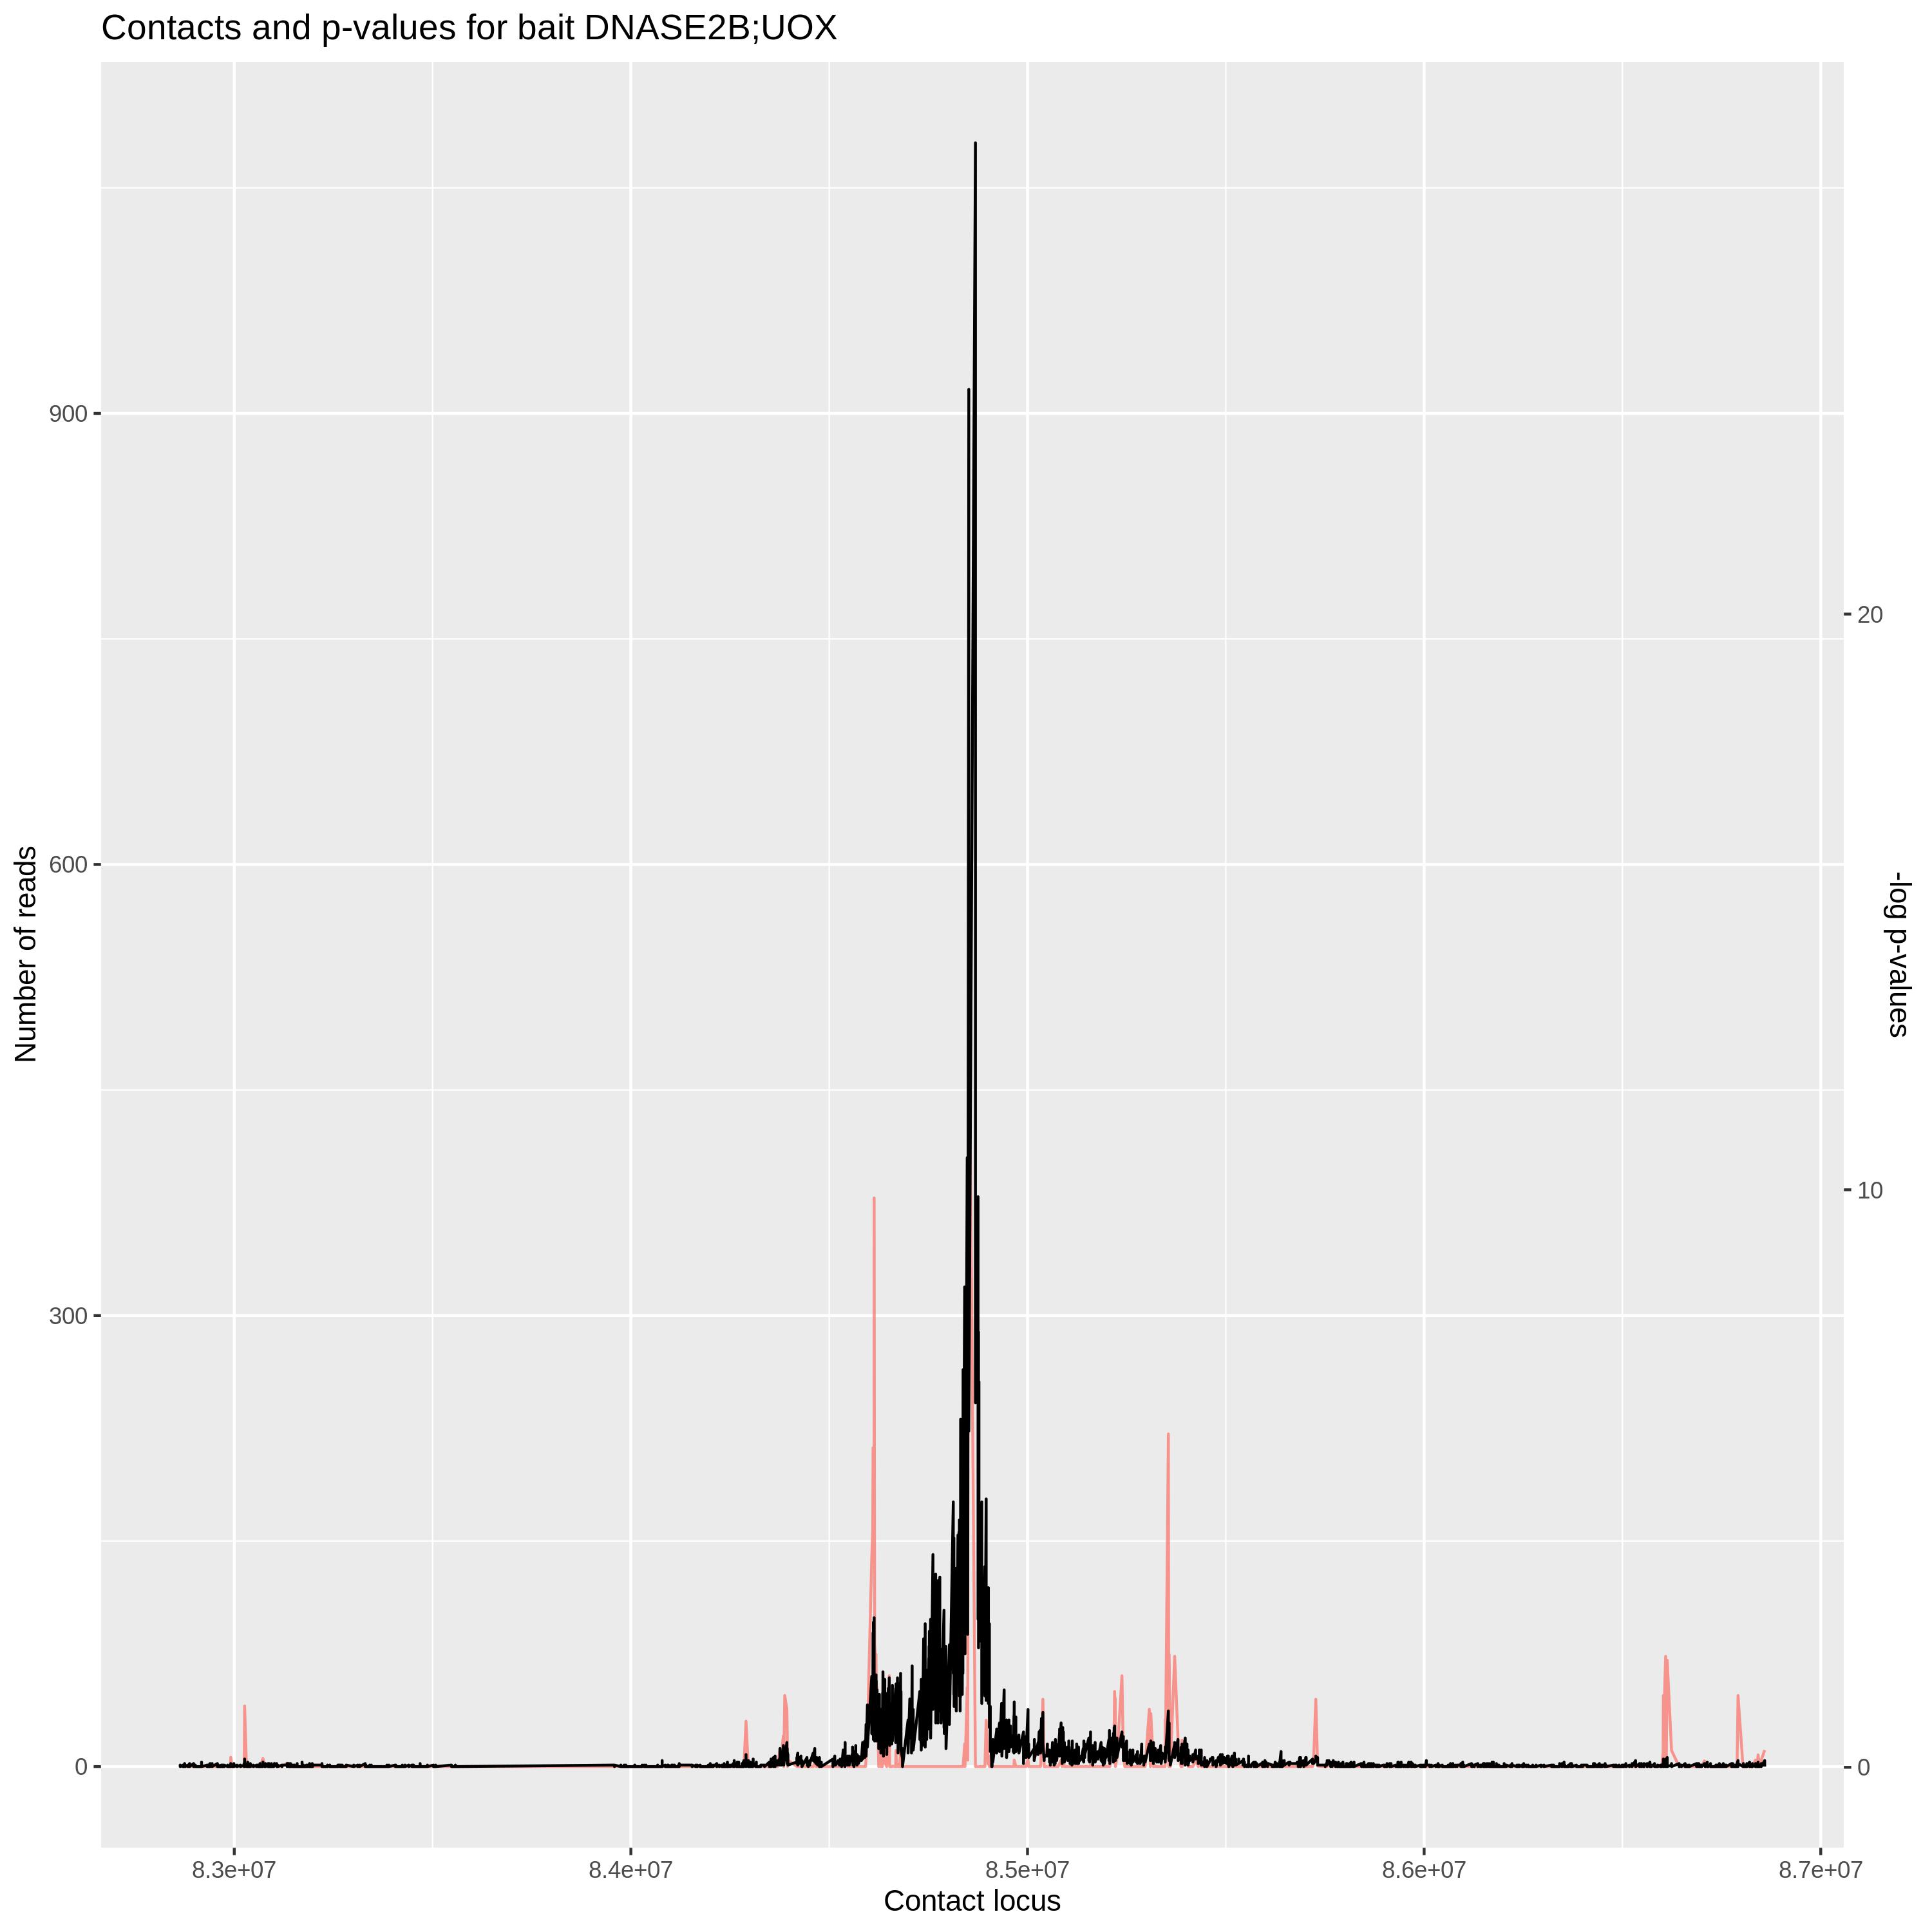 Contacts and p-values for bait DNASE2B;UOX
900
600
300
0
Number of reads
20
10
0
-log p-values
8.3e+07
8.4e+07
8.5e+07
8.6e+07
8.7e+07
Contact locus